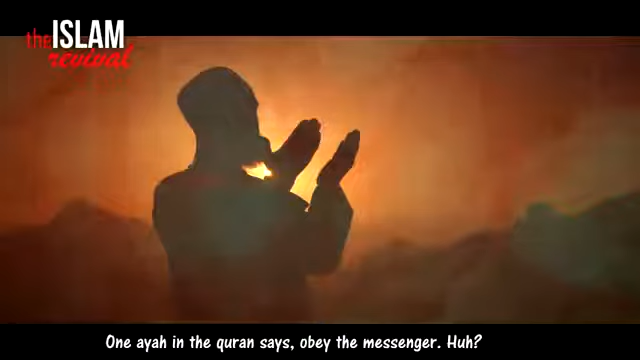 the ISLAM
revival
One ayah in the quran says, obey the messenger. Huh?